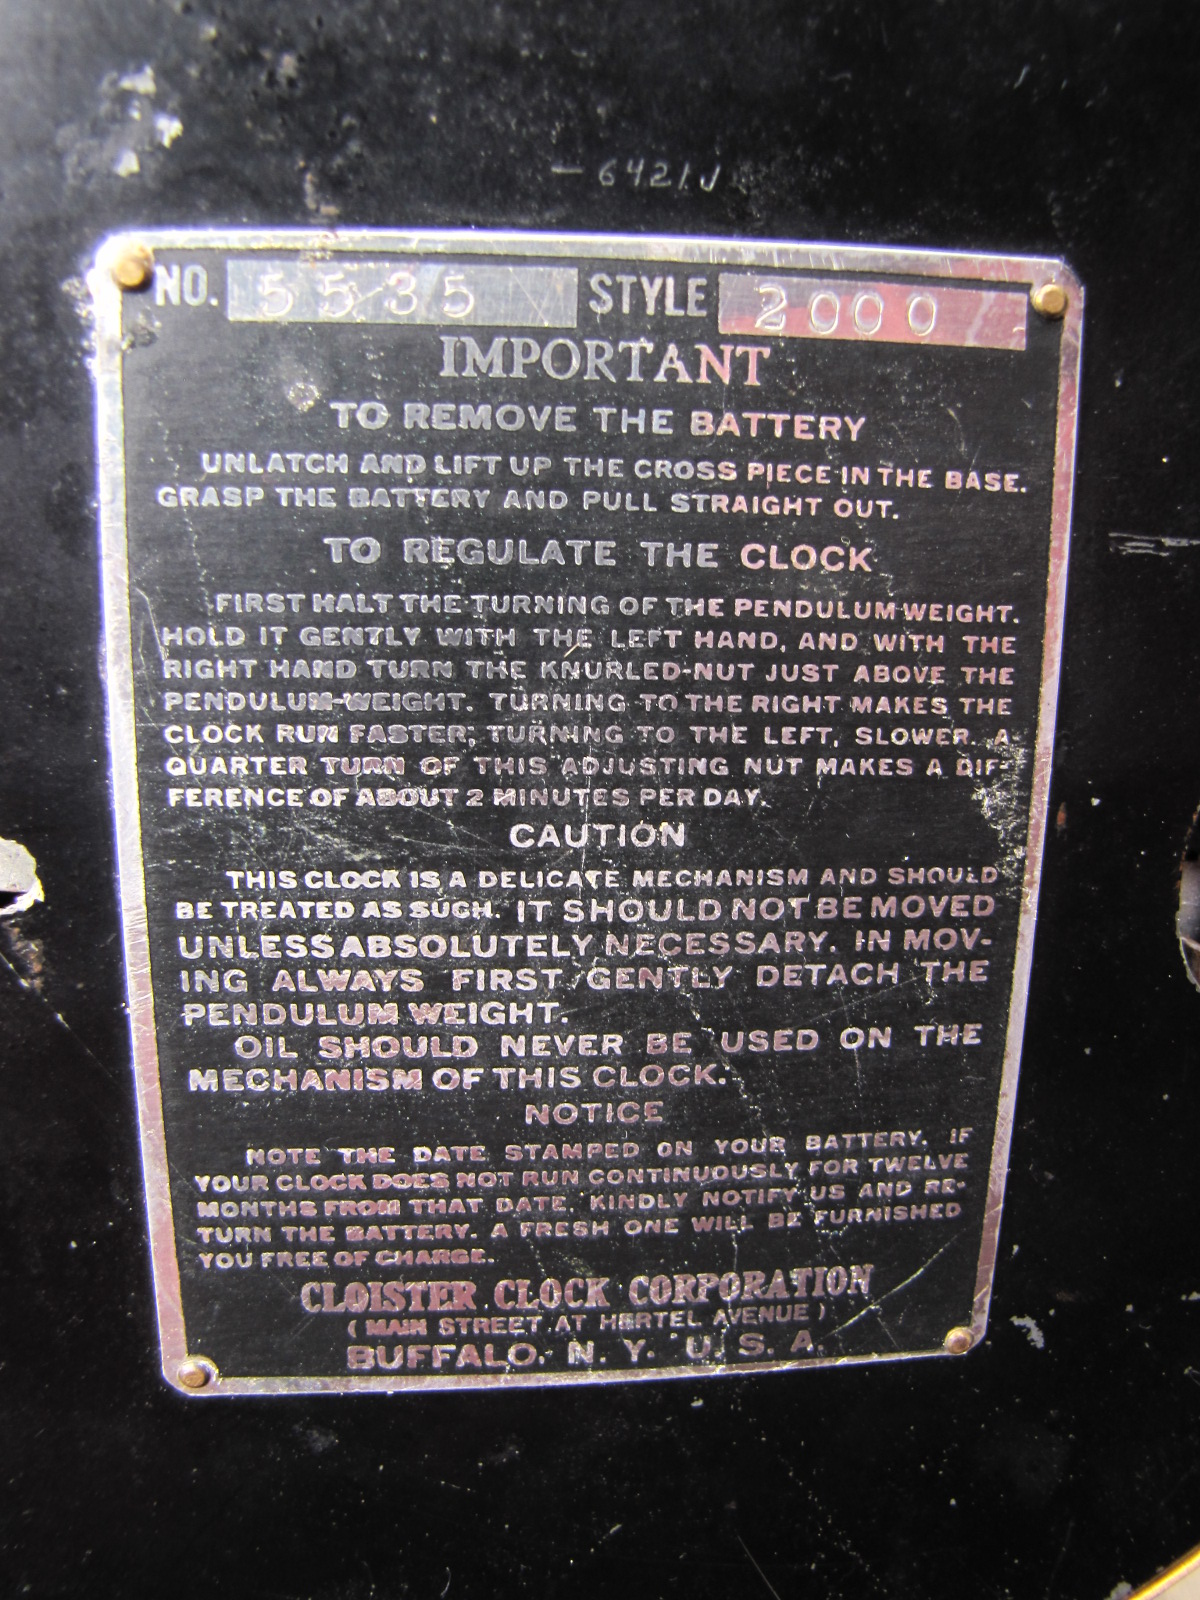 – 6421J
NO. 5535 STYLE 2000
IMPORTANT
TO REMOVE THE BATTERY
UNLATCH AND LIFT UP THE CROSS PIECE IN THE BASE.
GRASP THE BATTERY AND PULL STRAIGHT OUT.
TO REGULATE THE CLOCK
FIRST HALT THE TURNING OF THE PENDULUM WEIGHT.
HOLD IT GENTLY WITH THE LEFT HAND, AND WITH THE
RIGHT HAND TURN THE KNURLED-NUT JUST ABOVE THE
PENDULUM-WEIGHT. TURNING TO THE RIGHT MAKES THE
CLOCK RUN FASTER; TURNING TO THE LEFT, SLOWER. A
QUARTER TURN OF THIS ADJUSTING NUT MAKES A DIF-
FERENCE OF ABOUT 2 MINUTES PER DAY.
CAUTION
THIS CLOCK IS A DELICATE MECHANISM AND SHOULD
BE TREATED AS SUCH. IT SHOULD NOT BE MOVED
UNLESS ABSOLUTELY NECESSARY. IN MOV-
ING ALWAYS FIRST GENTLY DETACH THE
PENDULUM WEIGHT.
OIL SHOULD NEVER BE USED ON THE
MECHANISM OF THIS CLOCK.
NOTICE
NOTE THE DATE STAMPED ON YOUR BATTERY. IF
YOUR CLOCK DOES NOT RUN CONTINUOUSLY FOR TWELVE
MONTHS FROM THAT DATE, KINDLY NOTIFY US AND RE-
TURN THE BATTERY. A FRESH ONE WILL BE FURNISHED
YOU FREE OF CHARGE.
CLOISTER CLOCK CORPORATION
(MAIN STREET AT HERTEL AVENUE)
BUFFALO, N. Y. U. S. A.